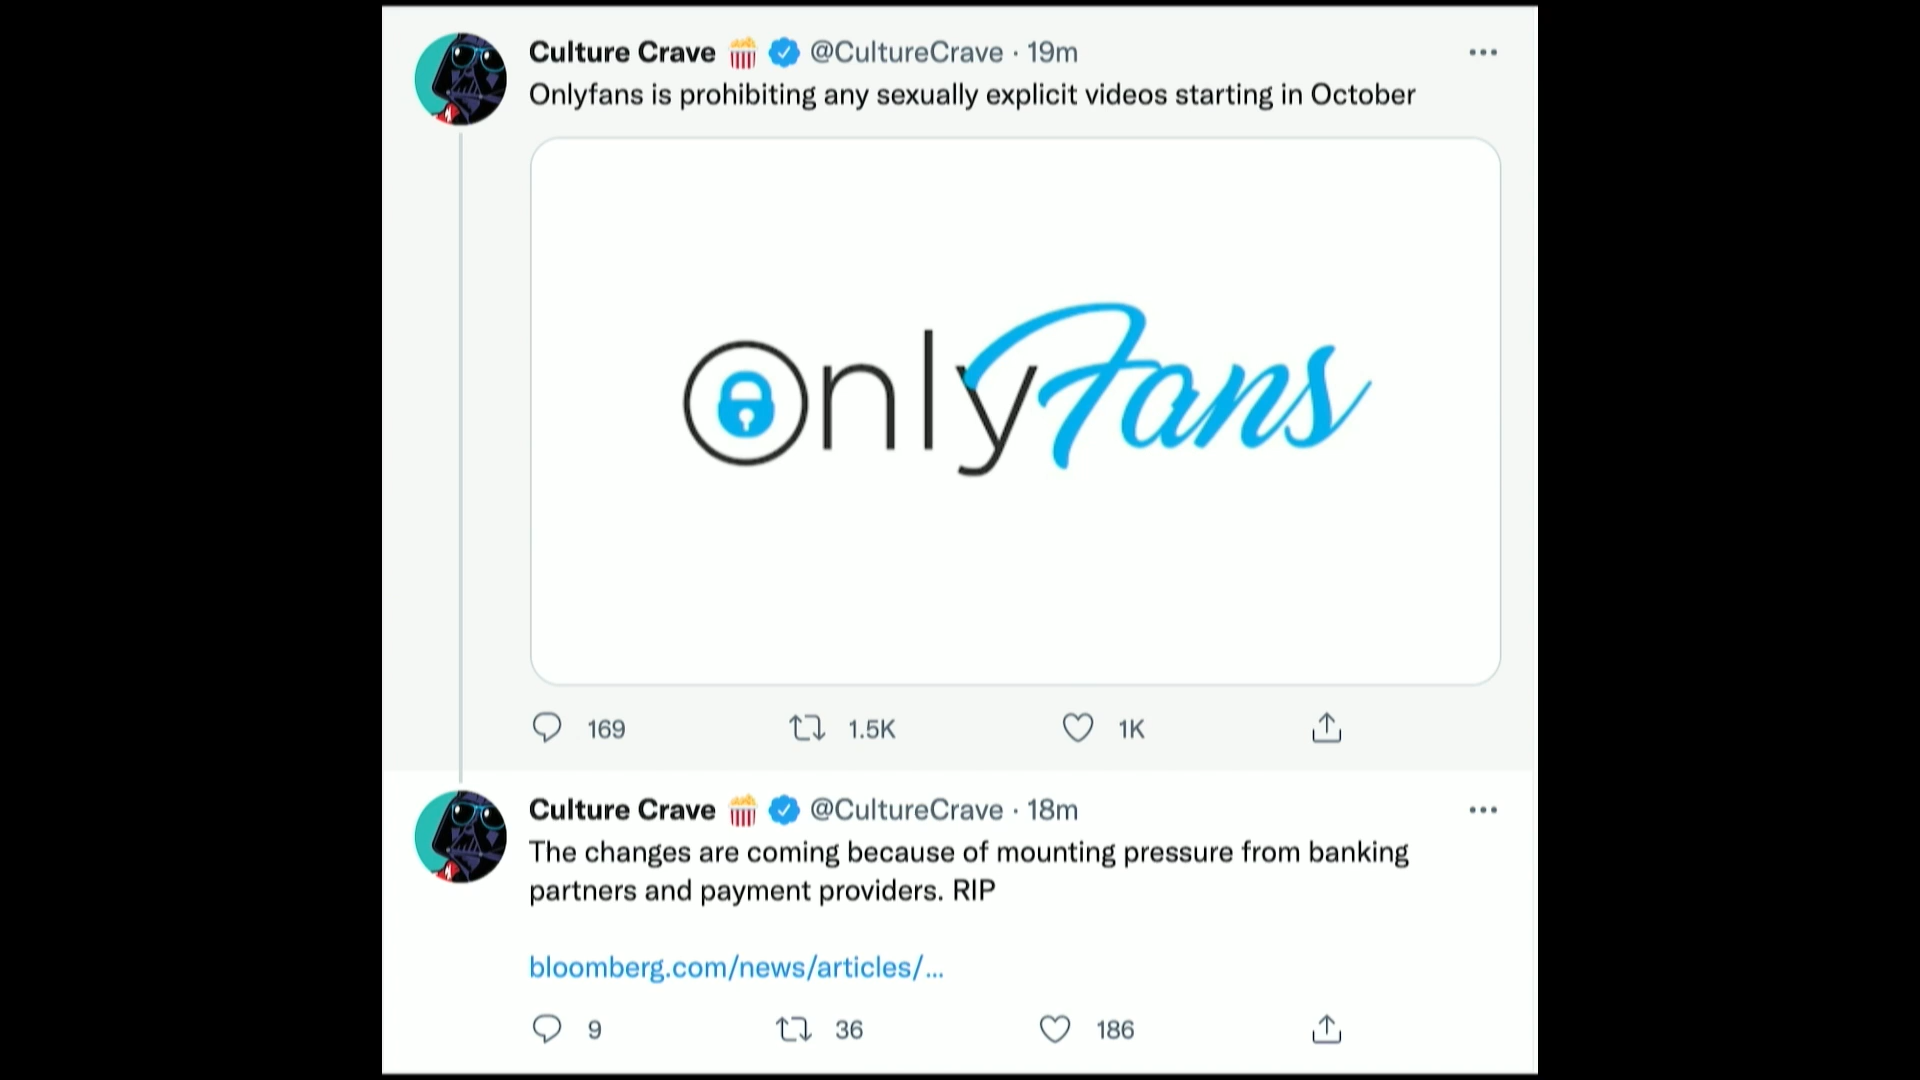 Culture Crave 🍿 @CultureCrave · 19m
Onlyfans is prohibiting any sexually explicit videos starting in October
OnlyFans
169 1.5K 1K
Culture Crave 🍿 @CultureCrave · 18m
The changes are coming because of mounting pressure from banking
partners and payment providers. RIP
bloomberg.com/news/articles/...
9 36 186